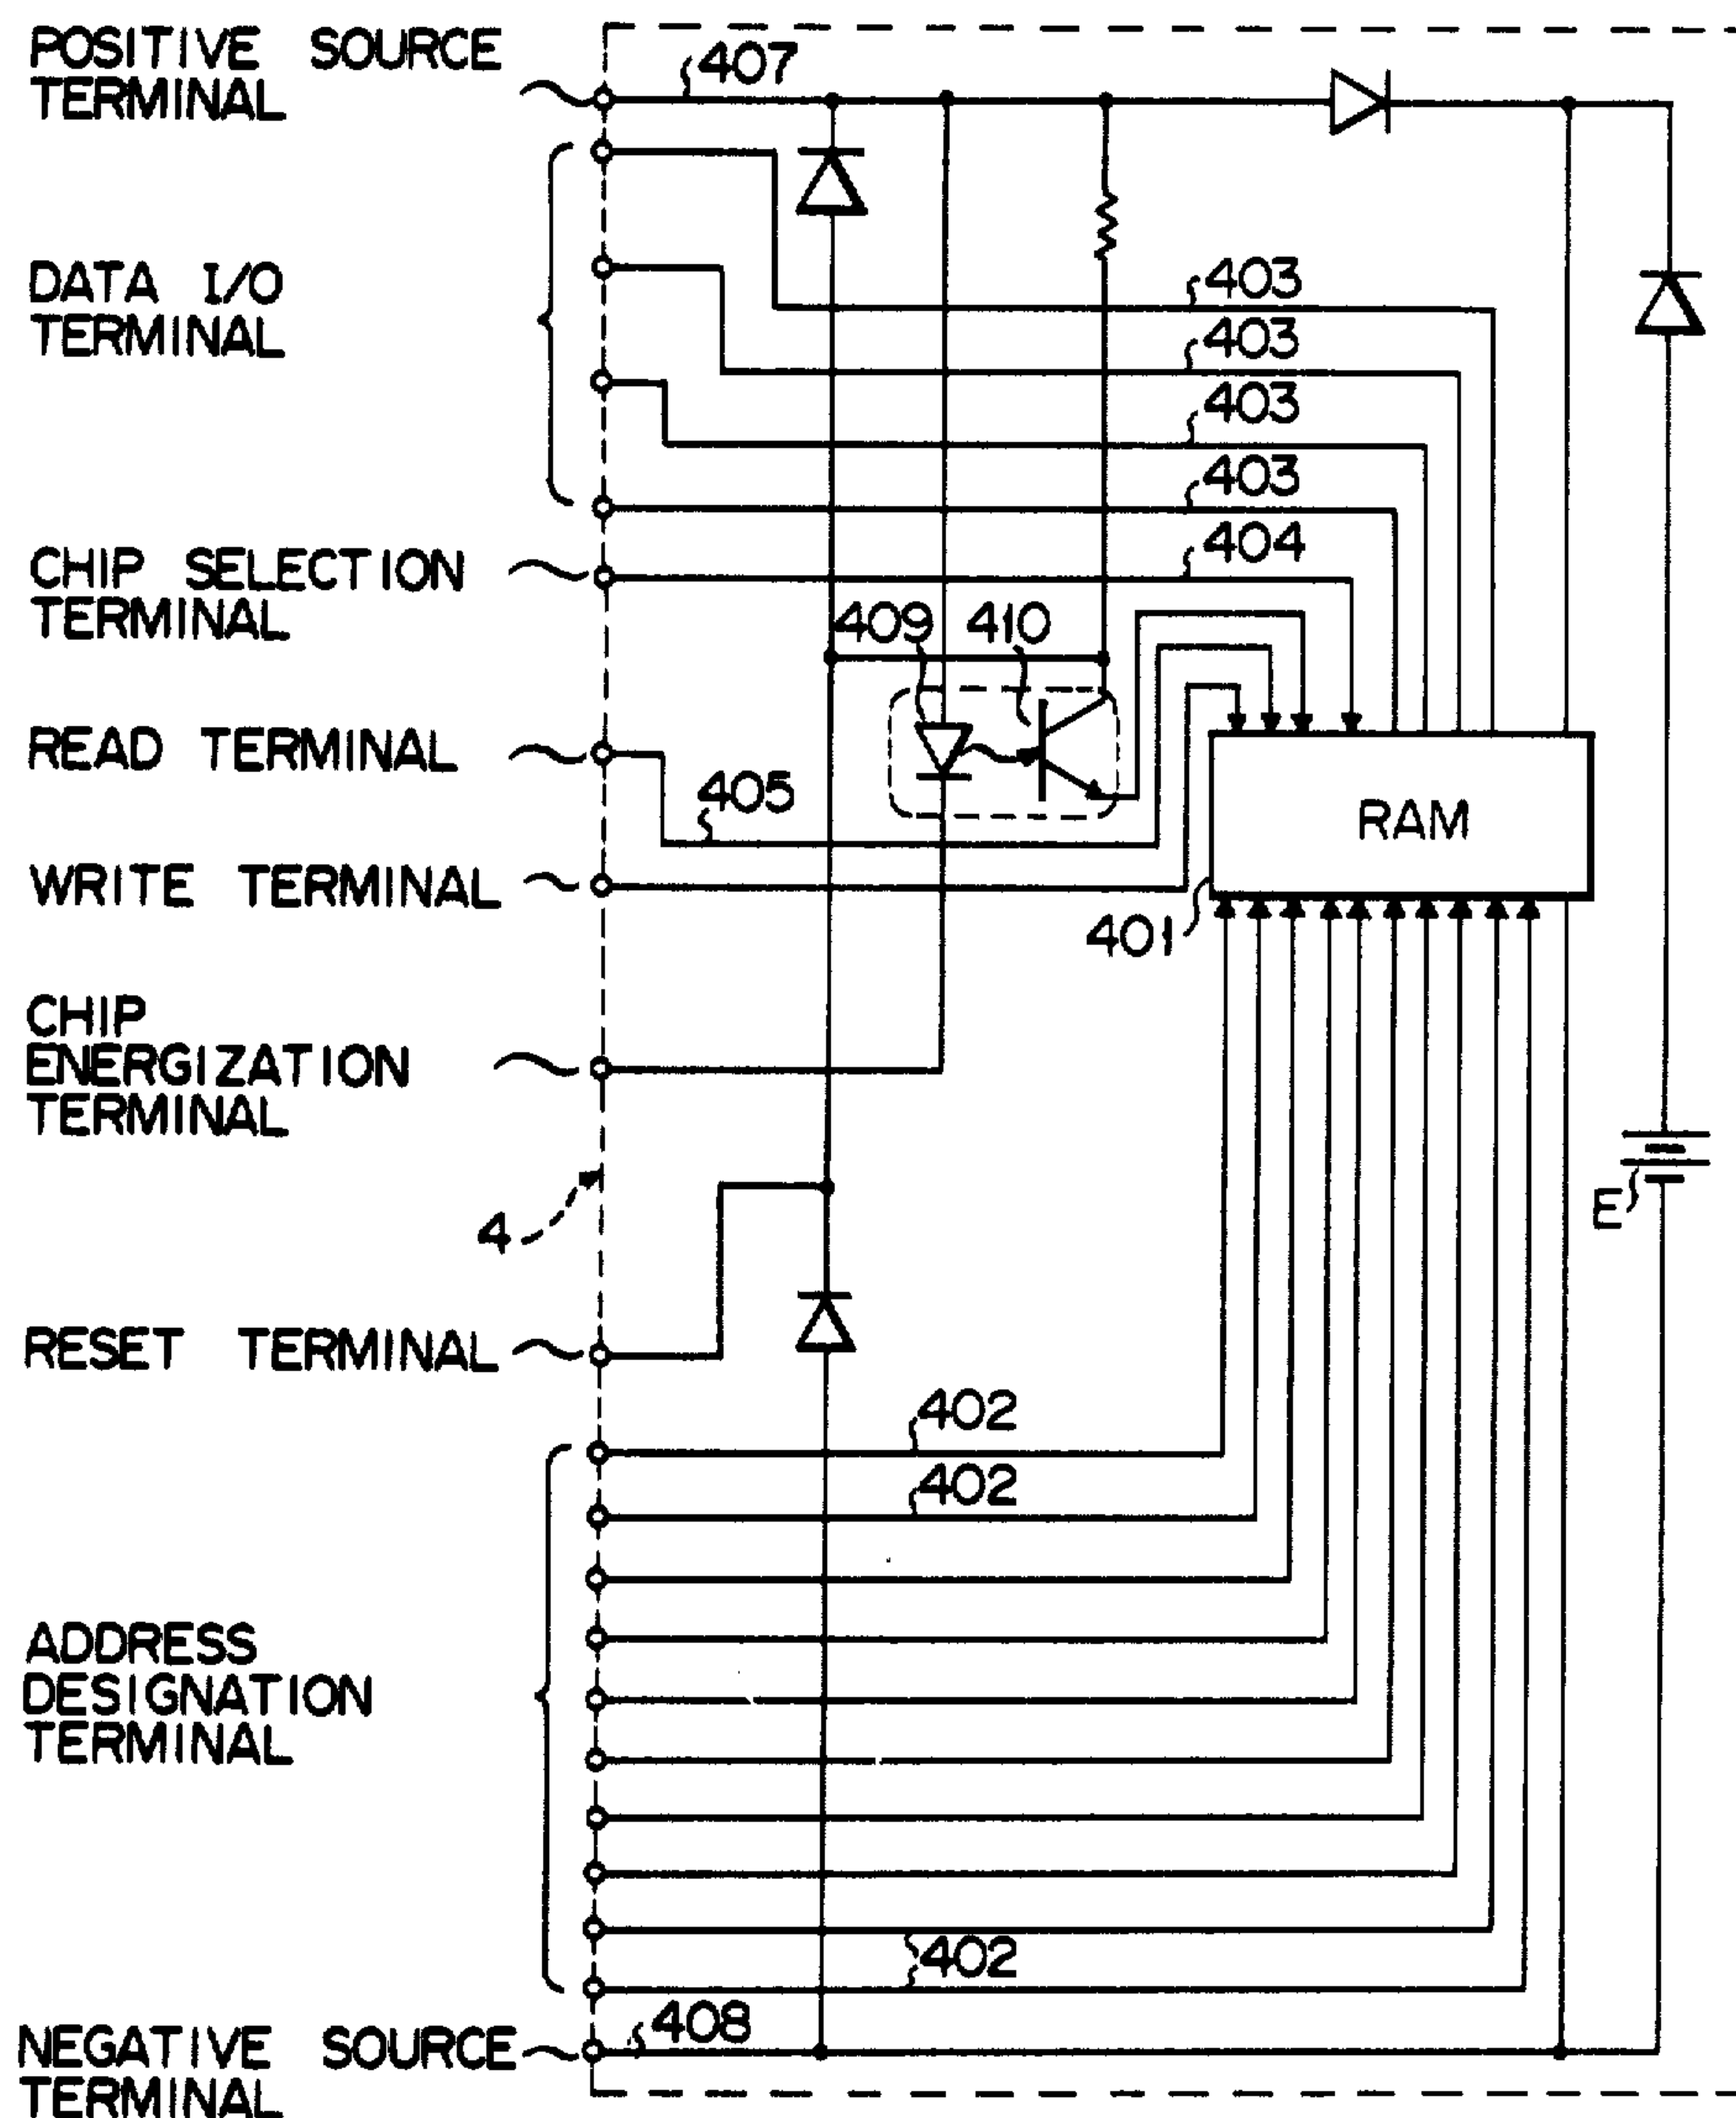 POSITIVE SOURCE
TERMINAL
407
DATA I/O
TERMINAL
403
403
403
403
CHIP SELECTION
TERMINAL
404
409 410
READ TERMINAL
405
RAM
WRITE TERMINAL
401
CHIP
ENERGIZATION
TERMINAL
4
E
RESET TERMINAL
402
402
ADDRESS
DESIGNATION
TERMINAL
402
NEGATIVE SOURCE
TERMINAL
408